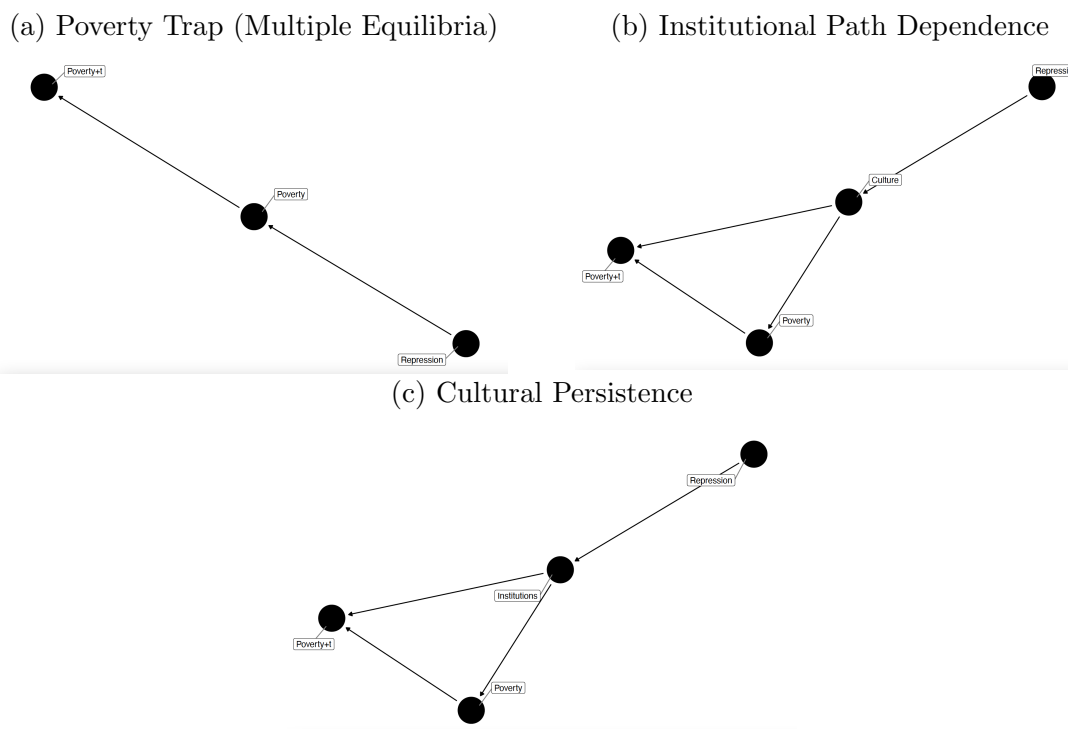 (a) Poverty Trap (Multiple Equilibria)
Poverty+t
Poverty
Repression
(b) Institutional Path Dependence
Repressi
Culture
Poverty+t
Poverty
(c) Cultural Persistence
Repression
Institutions
Poverty+t
Poverty